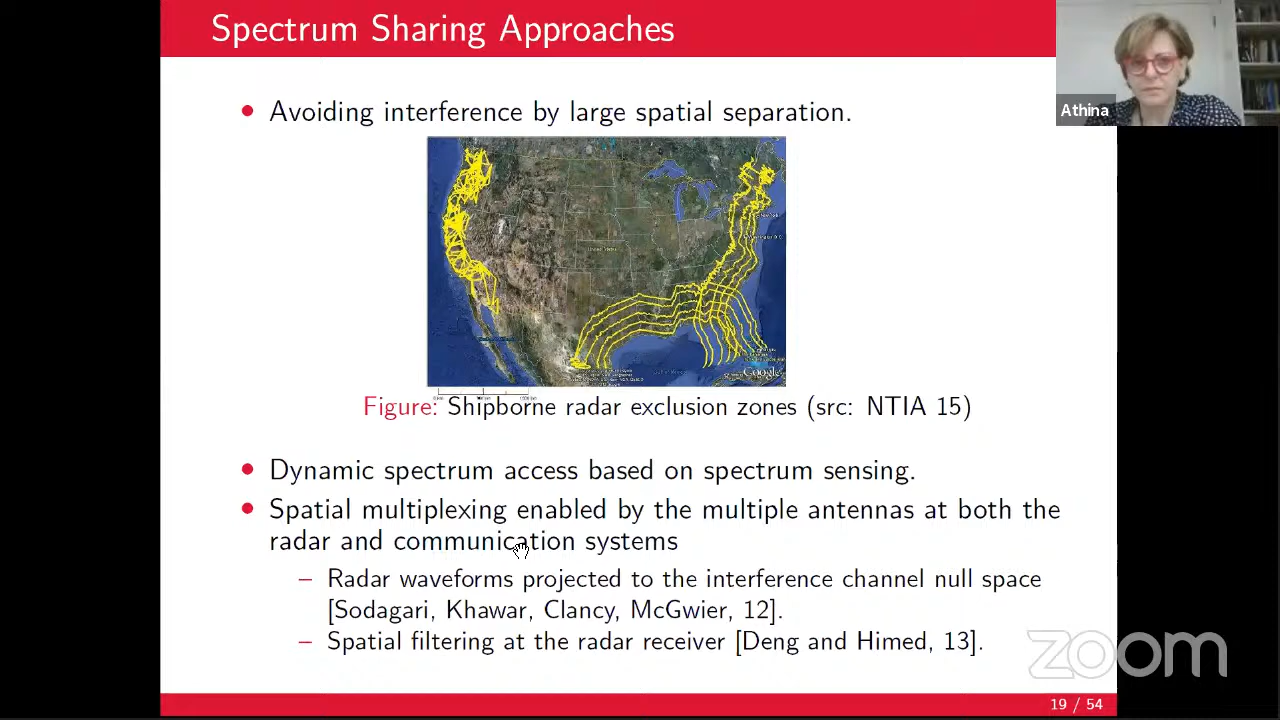 Spectrum Sharing Approaches
Athina
• Avoiding interference by large spatial separation.
United States
Google
Figure: Shipborne radar exclusion zones (src: NTIA 15)
• Dynamic spectrum access based on spectrum sensing.
• Spatial multiplexing enabled by the multiple antennas at both the
radar and communication systems
– Radar waveforms projected to the interference channel null space
[Sodagari, Khawar, Clancy, McGwier, 12].
– Spatial filtering at the radar receiver [Deng and Himed, 13].
zoom
19 / 54